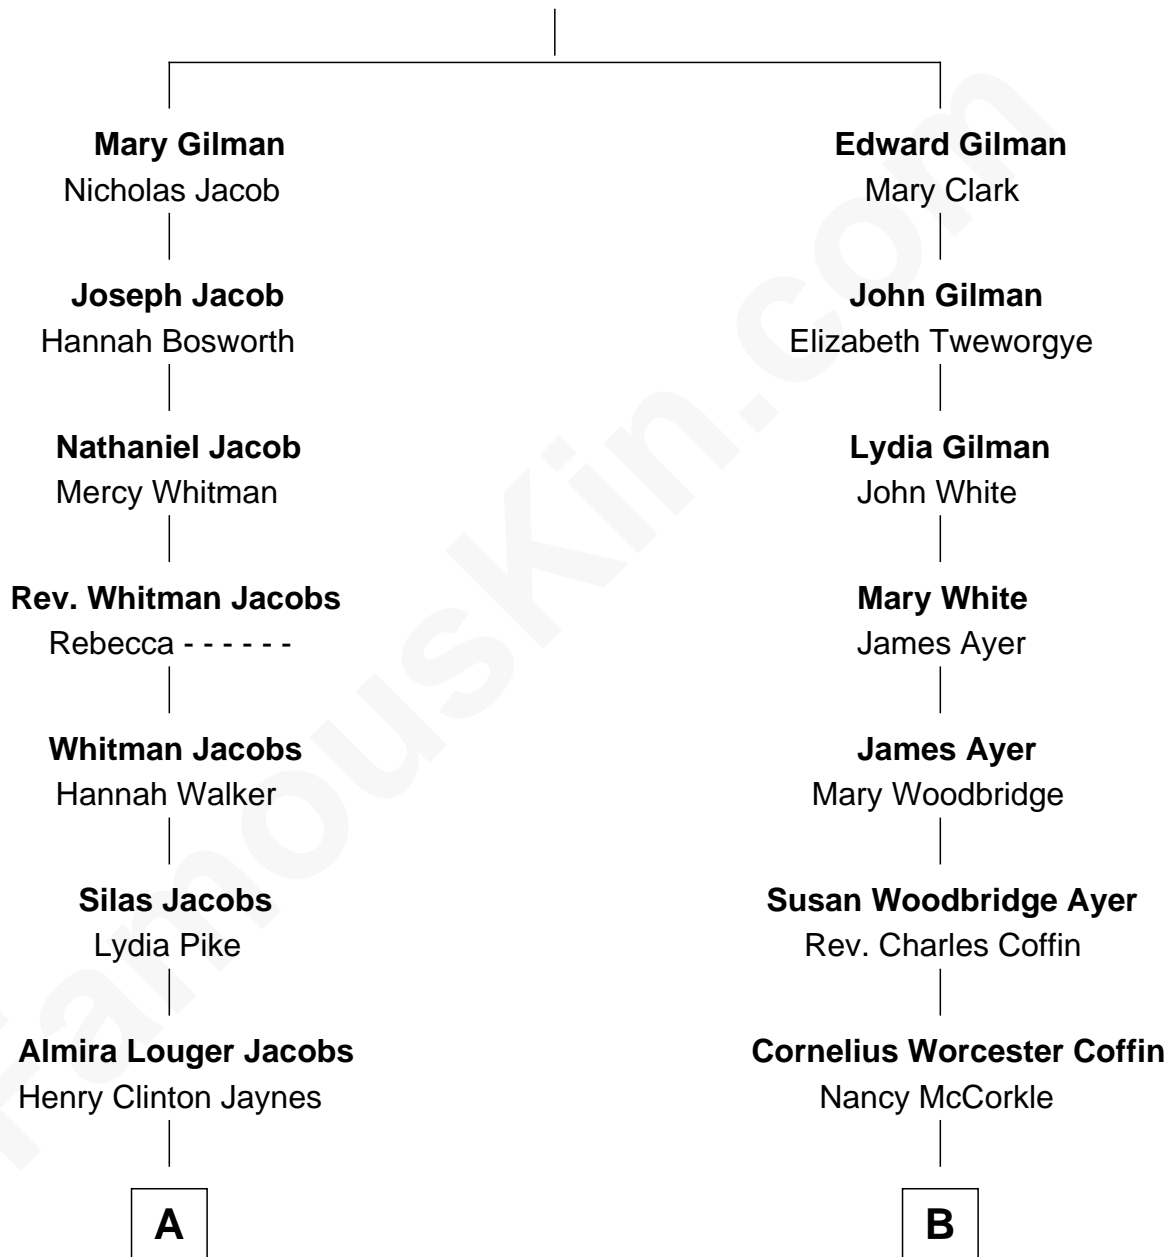 Mary Gilman
Nicholas Jacob
Joseph Jacob
Hannah Bosworth
Nathaniel Jacob
Mercy Whitman
Rev. Whitman Jacobs
Rebecca - - - - - -
Whitman Jacobs
Hannah Walker
Silas Jacobs
Lydia Pike
Almira Louger Jacobs
Henry Clinton Jaynes
A
Edward Gilman
Mary Clark
John Gilman
Elizabeth Tweworgye
Lydia Gilman
John White
Mary White
James Ayer
James Ayer
Mary Woodbridge
Susan Woodbridge Ayer
Rev. Charles Coffin
Cornelius Worcester Coffin
Nancy McCorkle
B
FamousKin.com